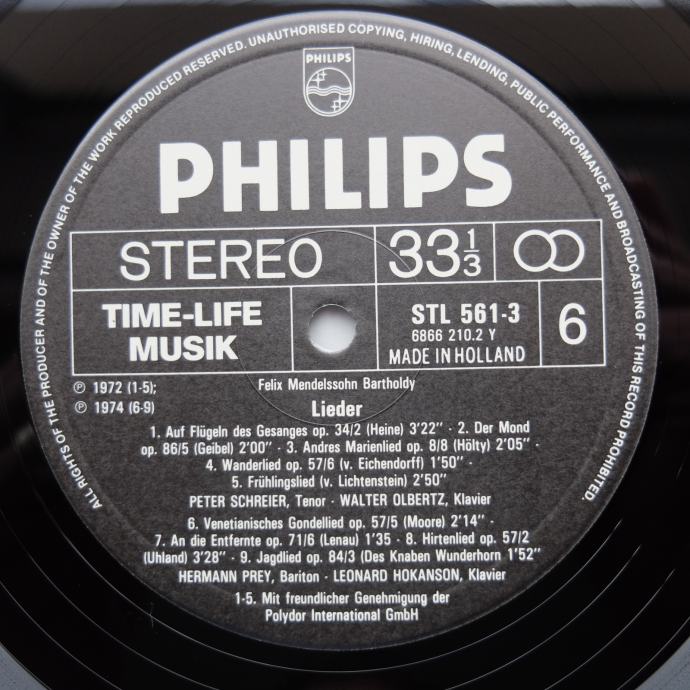 ALL RIGHTS OF THE PRODUCER AND OF THE OWNER OF THE WORK REPRODUCED RESERVED. UNAUTHORISED COPYING, HIRING, LENDING, PUBLIC PERFORMANCE AND BROADCASTING OF THIS RECORD PROHIBITED.
PHILIPS
PHILIPS
STEREO
33 1/3
TIME-LIFE
MUSIK
STL 561-3
6866 210.2 Y
MADE IN HOLLAND
6
℗ 1972 (1-5);
℗ 1974 (6-9)
Felix Mendelssohn Bartholdy
Lieder
1. Auf Flügeln des Gesanges op. 34/2 (Heine) 3'22" · 2. Der Mond
op. 86/5 (Geibel) 2'00" · 3. Andres Marienlied op. 8/8 (Hölty) 2'05" ·
4. Wanderlied op. 57/6 (v. Eichendorff) 1'50" ·
5. Frühlingslied (v. Lichtenstein) 2'50"
PETER SCHREIER, Tenor · WALTER OLBERTZ, Klavier
6. Venetianisches Gondellied op. 57/5 (Moore) 2'14" ·
7. An die Entfernte op. 71/6 (Lenau) 1'35 · 8. Hirtenlied op. 57/2
(Uhland) 3'28" · 9. Jagdlied op. 84/3 (Des Knaben Wunderhorn 1'52"
HERMANN PREY, Bariton · LEONARD HOKANSON, Klavier
1-5. Mit freundlicher Genehmigung der
Polydor International GmbH